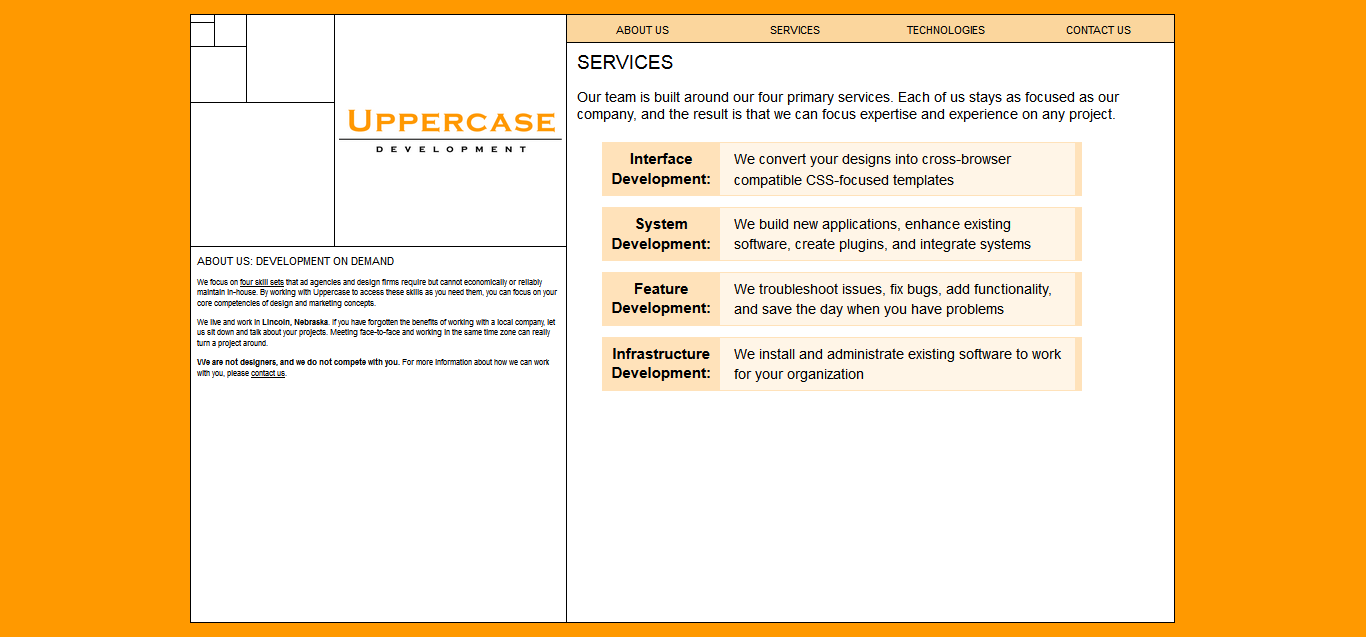 ABOUT US SERVICES TECHNOLOGIES CONTACT US
UPPERCASE
DEVELOPMENT
ABOUT US: DEVELOPMENT ON DEMAND
We focus on four skill sets that ad agencies and design firms require but cannot economically or reliably
maintain in-house. By working with Uppercase to access these skills as you need them, you can focus on your
core competencies of design and marketing concepts.
We live and work in Lincoln, Nebraska. If you have forgotten the benefits of working with a local company, let
us sit down and talk about your projects. Meeting face-to-face and working in the same time zone can really
turn a project around.
We are not designers, and we do not compete with you. For more information about how we can work
with you, please contact us.
SERVICES
Our team is built around our four primary services. Each of us stays as focused as our
company, and the result is that we can focus expertise and experience on any project.
Interface
Development:
We convert your designs into cross-browser
compatible CSS-focused templates
System
Development:
We build new applications, enhance existing
software, create plugins, and integrate systems
Feature
Development:
We troubleshoot issues, fix bugs, add functionality,
and save the day when you have problems
Infrastructure
Development:
We install and administrate existing software to work
for your organization